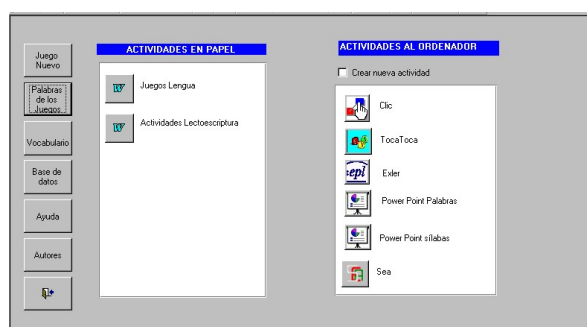 Juego
Nuevo
Palabras
de los
Juegos
Vocabulario
Base de
datos
Ayuda
Autores
ACTIVIDADES EN PAPEL
W Juegos Lengua
W Actividades Lectoescriptura
ACTIVIDADES AL ORDENADOR
Crear nueva actividad
Clic
TocaToca
epl Exler
Power Point Palabras
Power Point sílabas
Sea